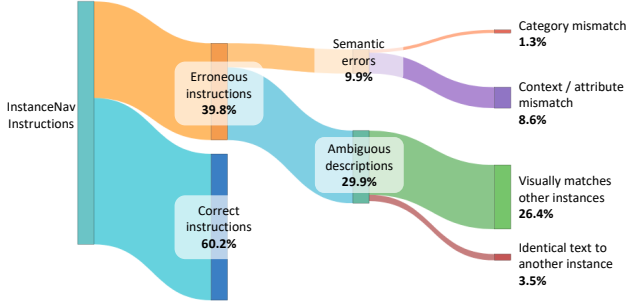 InstanceNav
Instructions
Erroneous
instructions
39.8%
Correct
instructions
60.2%
Semantic
errors
9.9%
Ambiguous
descriptions
29.9%
Category mismatch
1.3%
Context / attribute
mismatch
8.6%
Visually matches
other instances
26.4%
Identical text to
another instance
3.5%